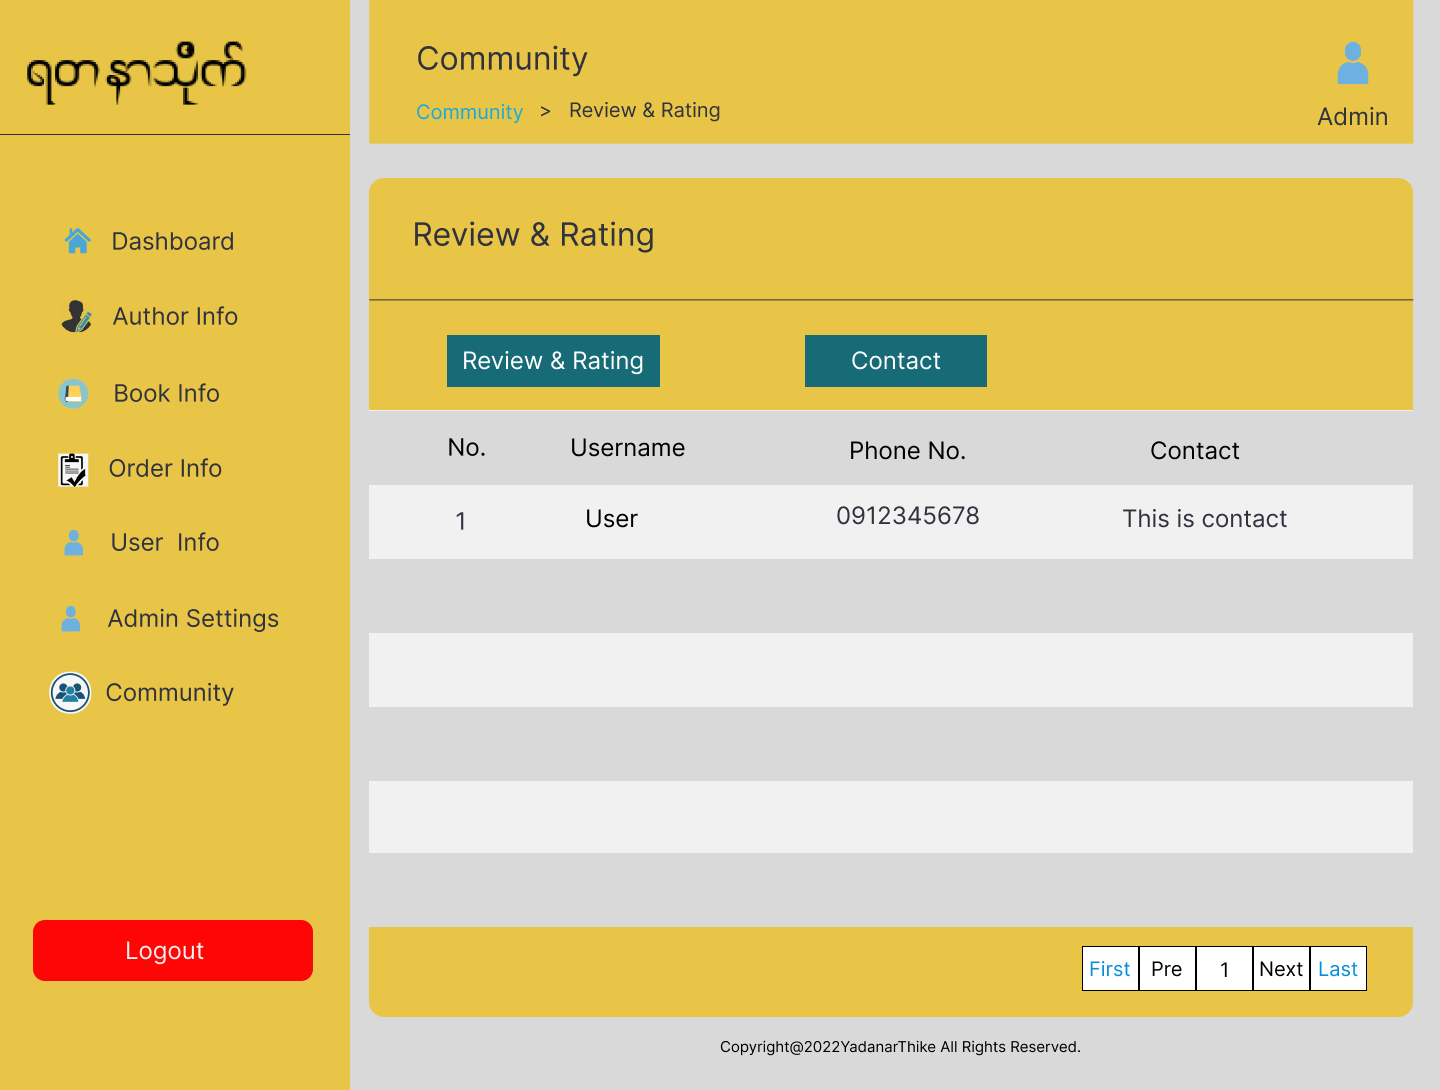 ရတနာသိုက်
Dashboard
Author Info
Book Info
Order Info
User Info
Admin Settings
Community
Logout
Community
Community > Review & Rating
Admin
Review & Rating
Review & Rating Contact
No. Username Phone No. Contact
1 User 0912345678 This is contact
First Pre 1 Next Last
Copyright@2022YadanarThike All Rights Reserved.